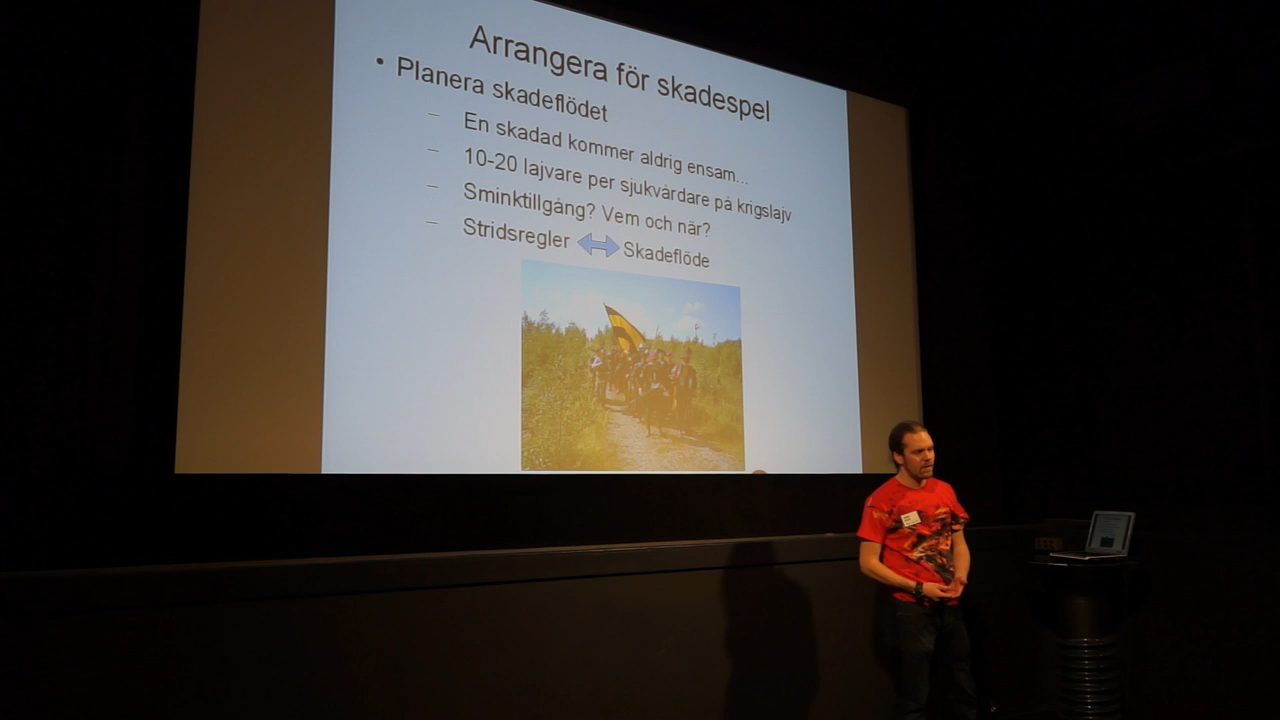 Arrangera för skadespel
• Planera skadeflödet
– En skadad kommer aldrig ensam...
– 10-20 lajvare per sjukvårdare på krigslajv
– Sminktillgång? Vem och när?
– Stridsregler Skadeflöde